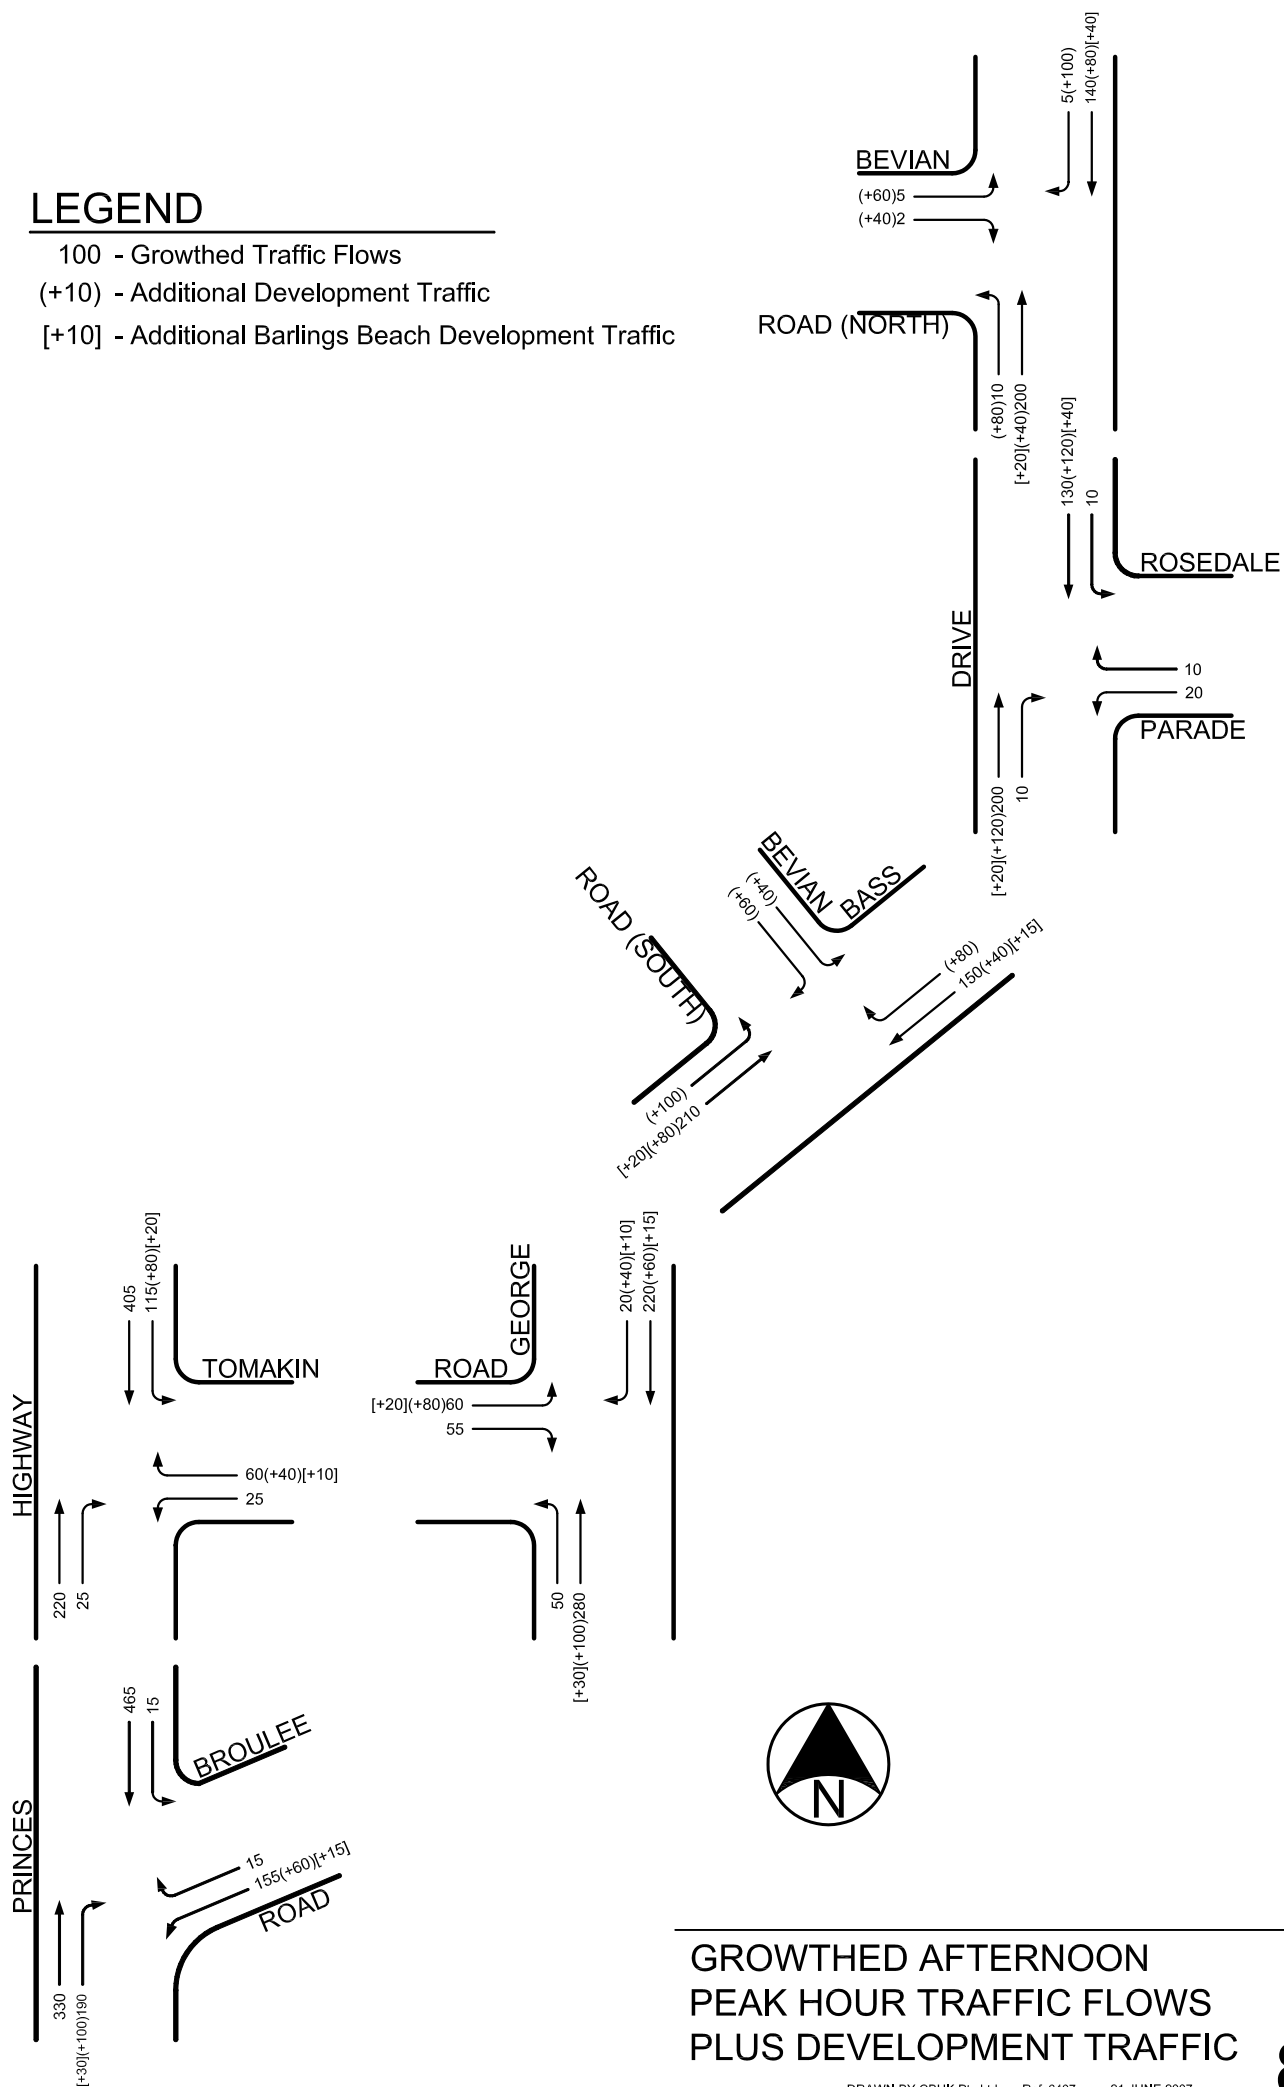 5(+100)
140(+80)[+40]
BEVIAN
(+60)5
(+40)2
LEGEND
100 - Growthed Traffic Flows
(+10) - Additional Development Traffic
[+10] - Additional Barlings Beach Development Traffic
ROAD (NORTH)
(+80)10
[+20](+40)200
130(+120)[+40]
10
ROSEDALE
DRIVE
10
20
PARADE
[+20](+120)200
10
BEVIAN
BASS
(+40)
(+60)
ROAD (SOUTH)
(+80)
150(+40)[+15]
(+100)
[+20](+80)210
405
115(+80)[+20]
GEORGE
20(+40)[+10]
220(+60)[+15]
TOMAKIN
ROAD
[+20](+80)60
55
HIGHWAY
60(+40)[+10]
25
220
25
50
[+30](+100)280
465
15
BROULEE
PRINCES
15
155(+60)[+15]
ROAD
330
[+30](+100)190
N
GROWTHED AFTERNOON
PEAK HOUR TRAFFIC FLOWS
PLUS DEVELOPMENT TRAFFIC